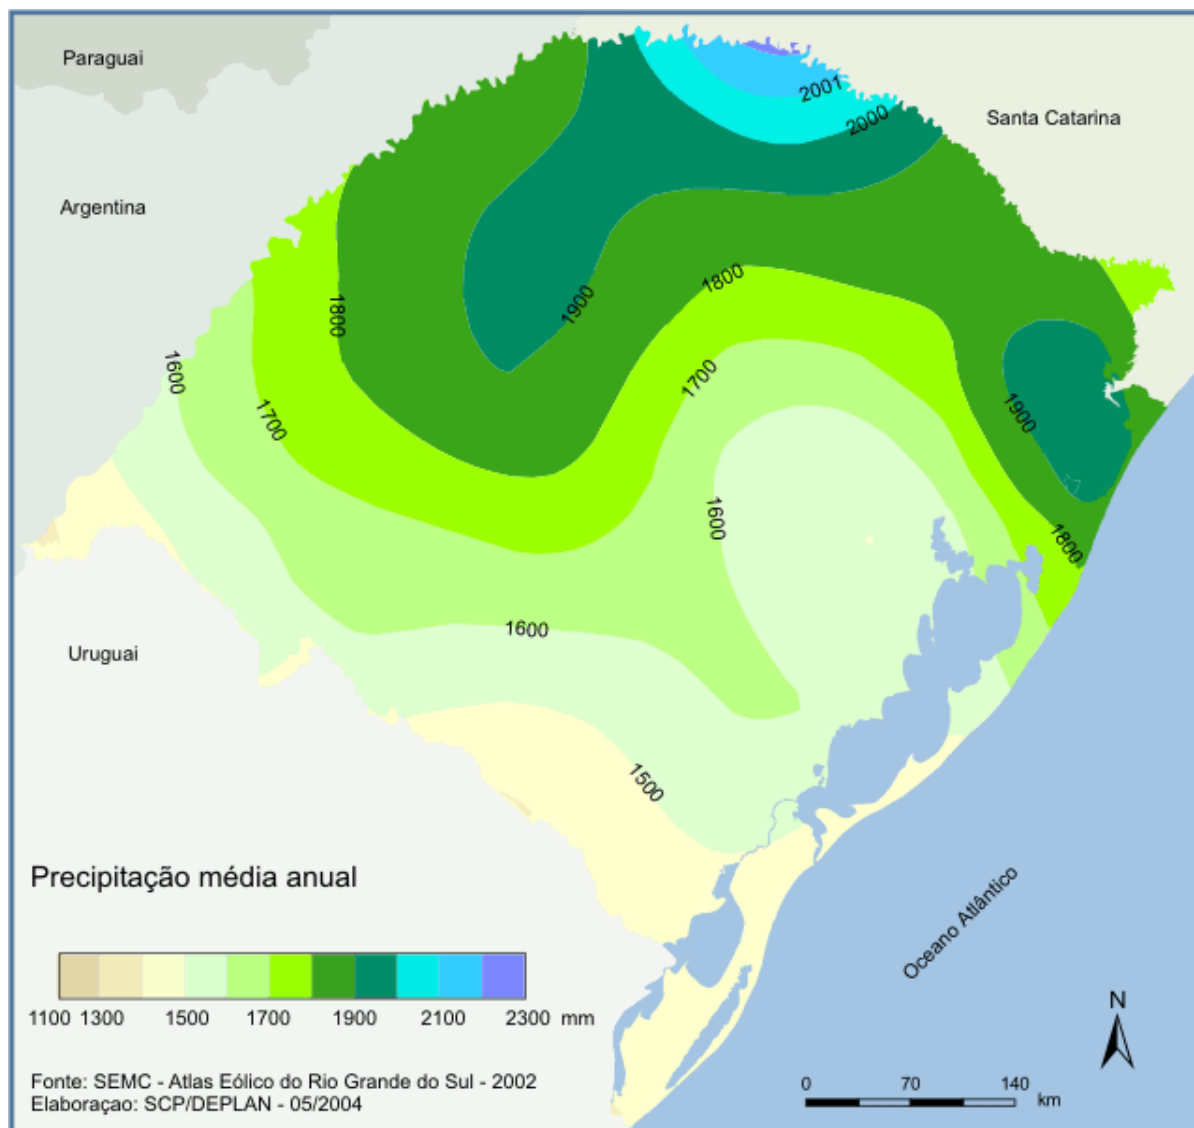 Paraguai
2001
2000
Santa Catarina
Argentina
1800
1800
1900
1600
1700
1700
1900
1600
1800
1600
Uruguai
1500
Precipitação média anual
Oceano Atlântico
1100 1300 1500 1700 1900 2100 2300 mm
N
Fonte: SEMC - Atlas Eólico do Rio Grande do Sul - 2002
Elaboraçao: SCP/DEPLAN - 05/2004
0 70 140
km